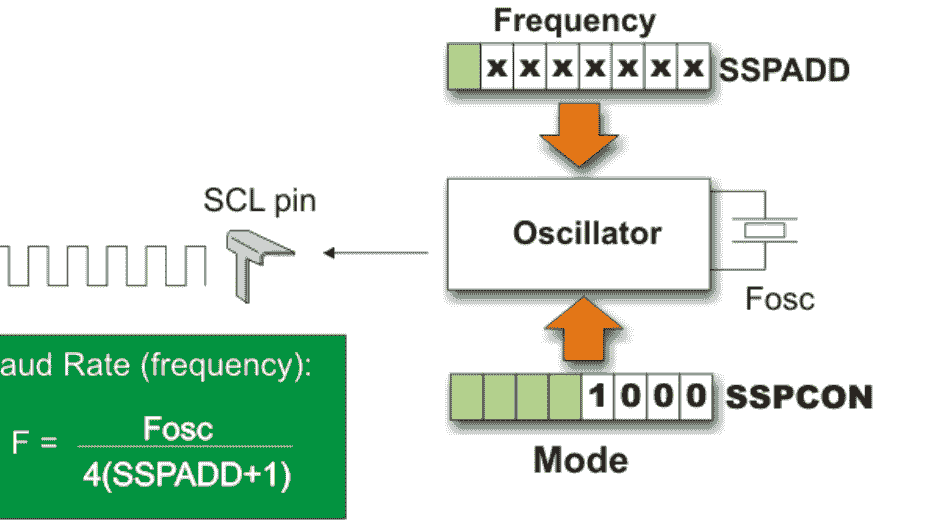 Frequency
x x x x x x x SSPADD
SCL pin
Oscillator
Fosc
aud Rate (frequency):
F = Fosc
4(SSPADD+1)
1 0 0 0 SSPCON
Mode